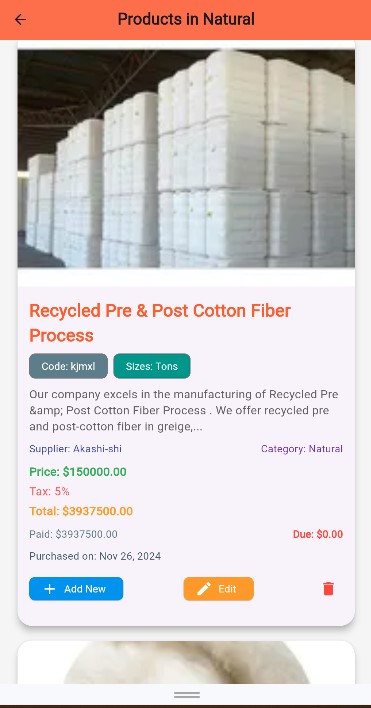 Products in Natural
Recycled Pre & Post Cotton Fiber
Process
Code: kjmxl
Sizes: Tons
Our company excels in the manufacturing of Recycled Pre
&amp; Post Cotton Fiber Process . We offer recycled pre
and post-cotton fiber in greige,...
Supplier: Akashi-shi
Category: Natural
Price: $150000.00
Tax: 5%
Total: $3937500.00
Paid: $3937500.00
Due: $0.00
Purchased on: Nov 26, 2024
Add New
Edit